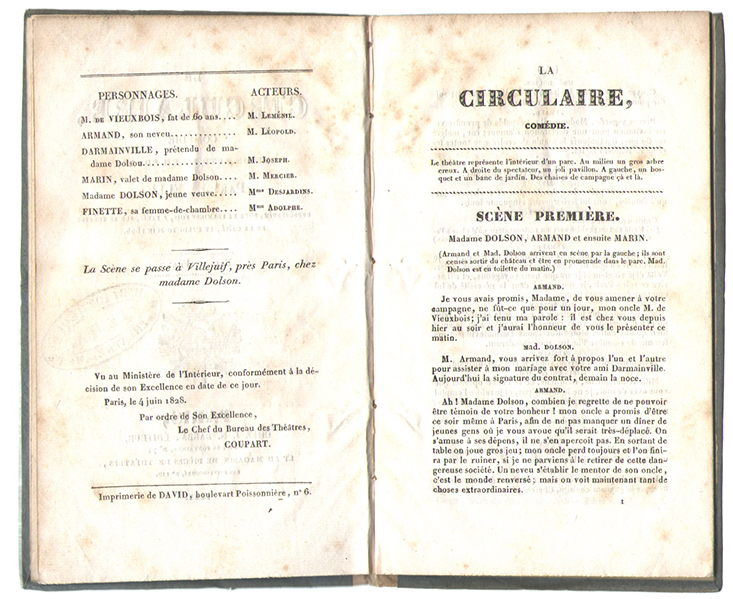 PERSONNAGES. ACTEURS.
M. DE VIEUXBOIS, fat de 60 ans.... M. Leménil.
ARMAND, son neveu............. M. Léopold.
DARMAINVILLE, prétendu de ma-
dame Dolson.................. M. Joseph.
MARIN, valet de madame Dolson.... M. Mercier.
Madame DOLSON, jeune veuve.... Mme Desjardins.
FINETTE, sa femme-de-chambre.... Mme Adolphe.
La Scène se passe à Villejuif, près Paris, chez
madame Dolson.
Vu au Ministère de l'Intérieur, conformément à la dé-
cision de son Excellence en date de ce jour.
Paris, le 4 juin 1828.
Par ordre de Son Excellence,
Le Chef du Bureau des Théâtres,
COUPART.
Imprimerie de DAVID, boulevart Poissonnière, n° 6.
LA
CIRCULAIRE,
COMÉDIE.
Le théâtre représente l'intérieur d'un parc. Au milieu un gros arbre
creux. A droite du spectateur, un joli pavillon. A gauche, un bos-
quet et un banc de jardin. Des chaises de campagne çà et là.
SCÈNE PREMIÈRE.
Madame DOLSON, ARMAND et ensuite MARIN.
(Armand et Mad. Dolson arrivent en scène par la gauche; ils sont
censés sortir du château et être en promenade dans le parc. Mad.
Dolson est en toilette du matin.)
ARMAND.
Je vous avais promis, Madame, de vous amener à votre
campagne, ne fût-ce que pour un jour, mon oncle M. de
Vieuxbois; j'ai tenu ma parole : il est chez vous depuis
hier au soir et j'aurai l'honneur de vous le présenter ce
matin.
Mad. DOLSON.
M. Armand, vous arrivez fort à propos l'un et l'autre
pour assister à mon mariage avec votre ami Darmainville.
Aujourd'hui la signature du contrat, demain la noce.
ARMAND.
Ah! Madame Dolson, combien je regrette de ne pouvoir
être témoin de votre bonheur ! mon oncle a promis d'être
ce soir même à Paris, afin de ne pas manquer un dîner de
jeunes gens où je vous avoue qu'il serait très-déplacé. On
s'amuse à ses dépens, il ne s'en apercoit pas. En sortant de
table on joue gros jeu; mon oncle perd toujours et l'on fini-
ra par le ruiner, si je ne parviens à le retirer de cette dan-
gereuse société. Un neveu s'établir le mentor de son oncle,
c'est le monde renversé; mais on voit maintenant tant de
choses extraordinaires.
1